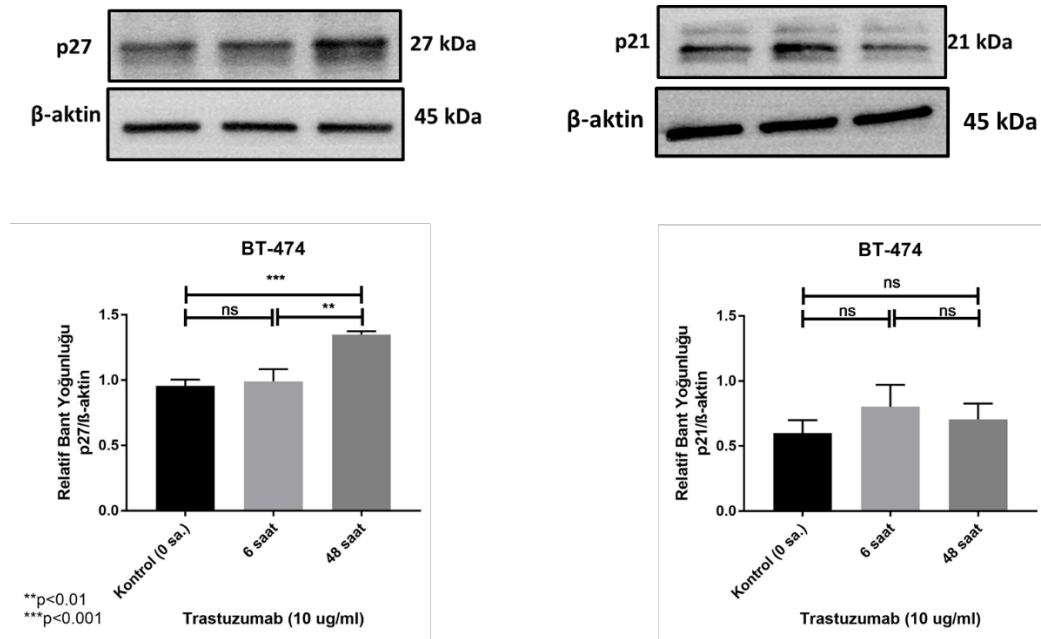 p27
27 kDa
β-aktin
45 kDa
p21
21 kDa
β-aktin
45 kDa
BT-474
***
ns
**
Relatif Bant Yoğunluğu
p27/ß-aktin
1.5
1.0
0.5
0.0
Kontrol (0 sa.)
6 saat
48 saat
**p<0.01
***p<0.001
Trastuzumab (10 ug/ml)
BT-474
ns
ns
ns
Relatif Bant Yoğunluğu
p21/ß-aktin
1.5
1.0
0.5
0.0
Kontrol (0 sa.)
6 saat
48 saat
Trastuzumab (10 ug/ml)